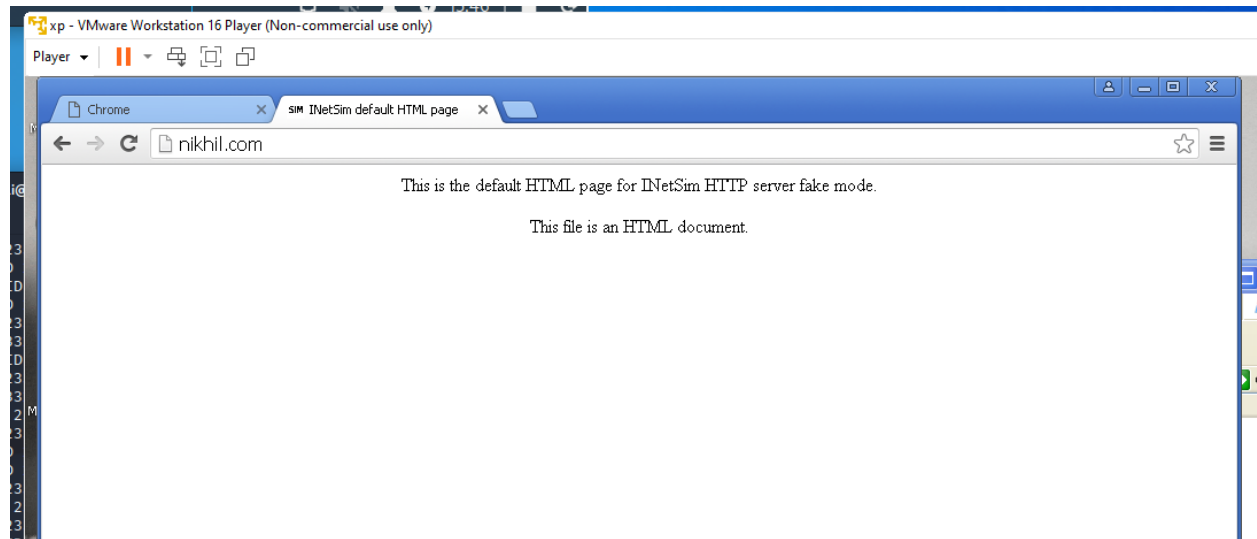 xp - VMware Workstation 16 Player (Non-commercial use only)
Player
Chrome
SIM INetSim default HTML page
nikhil.com
This is the default HTML page for INetSim HTTP server fake mode.
This file is an HTML document.